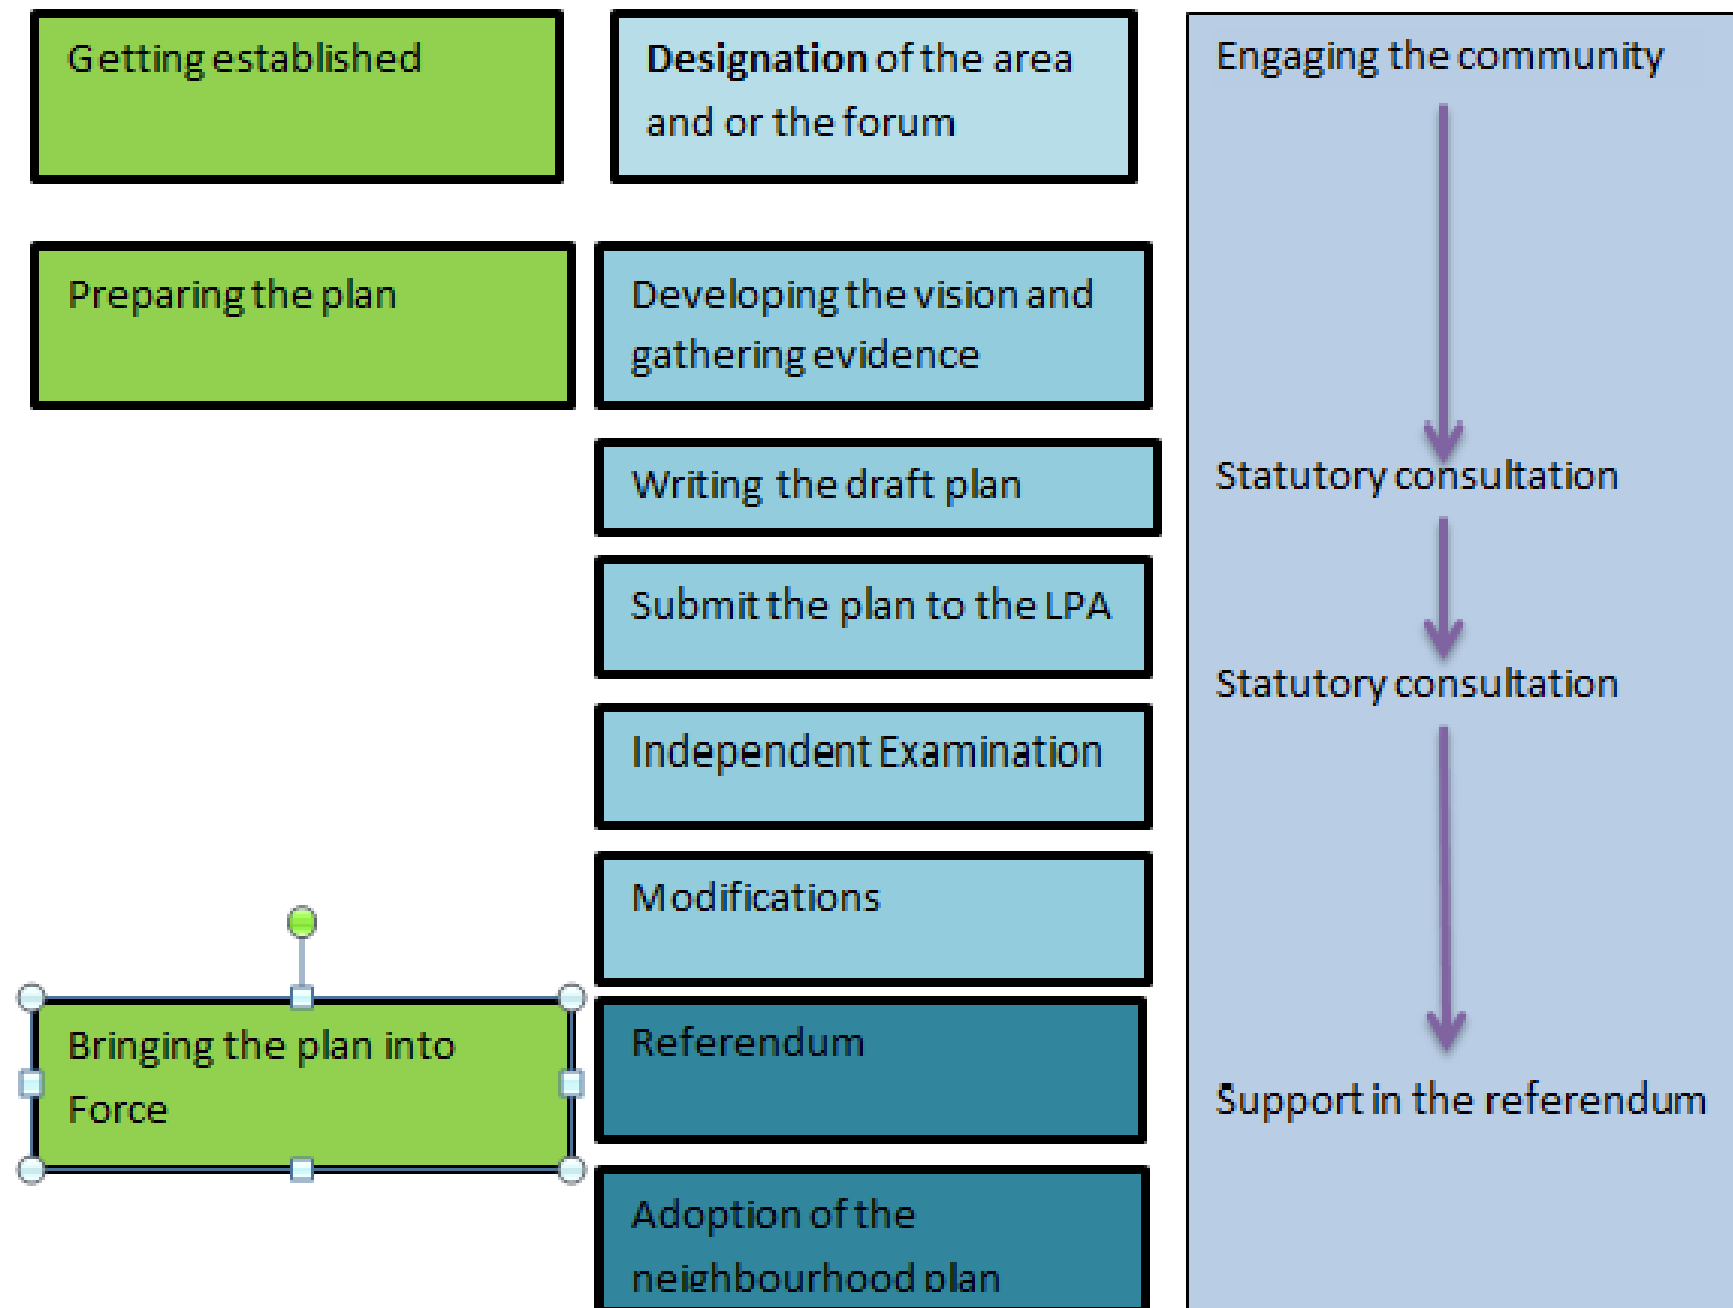 Getting established
Designation of the area
and or the forum
Engaging the community
Preparing the plan
Developing the vision and
gathering evidence
Writing the draft plan
Statutory consultation
Submit the plan to the LPA
Statutory consultation
Independent Examination
Modifications
Bringing the plan into
Force
Referendum
Support in the referendum
Adoption of the
neighbourhood plan